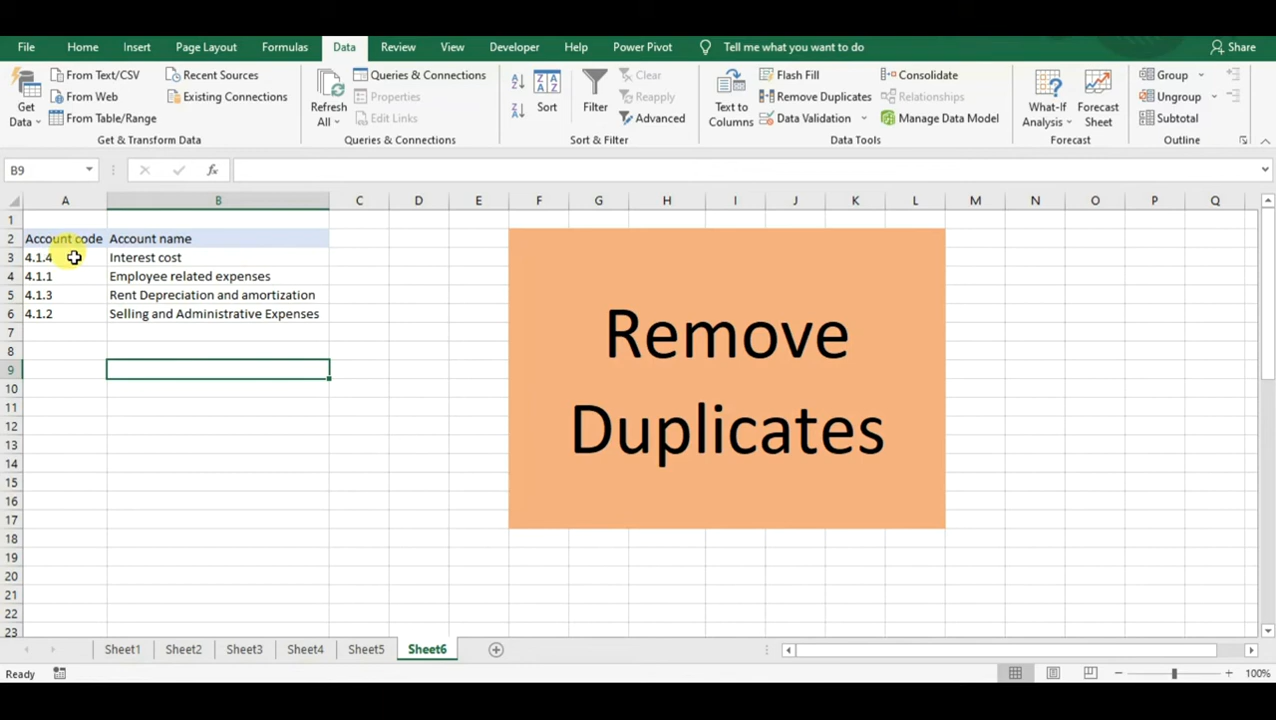 File Home Insert Page Layout Formulas Data Review View Developer Help Power Pivot Tell me what you want to do Share
Get Data
From Text/CSV
From Web
From Table/Range
Recent Sources
Existing Connections
Get & Transform Data
Refresh All
Queries & Connections
Properties
Edit Links
Queries & Connections
Sort
Filter
Clear
Reapply
Advanced
Sort & Filter
Text to Columns
Flash Fill
Remove Duplicates
Data Validation
Consolidate
Relationships
Manage Data Model
Data Tools
What-If Analysis
Forecast Sheet
Forecast
Group
Ungroup
Subtotal
Outline
B9 fx
A B C D E F G H I J K L M N O P Q
1
2 Account code Account name
3 4.1.4 Interest cost
4 4.1.1 Employee related expenses
5 4.1.3 Rent Depreciation and amortization
6 4.1.2 Selling and Administrative Expenses
7
8
9
10
11
12
13
14
15
16
17
18
19
20
21
22
23
Remove
Duplicates
Sheet1 Sheet2 Sheet3 Sheet4 Sheet5 Sheet6
Ready 100%